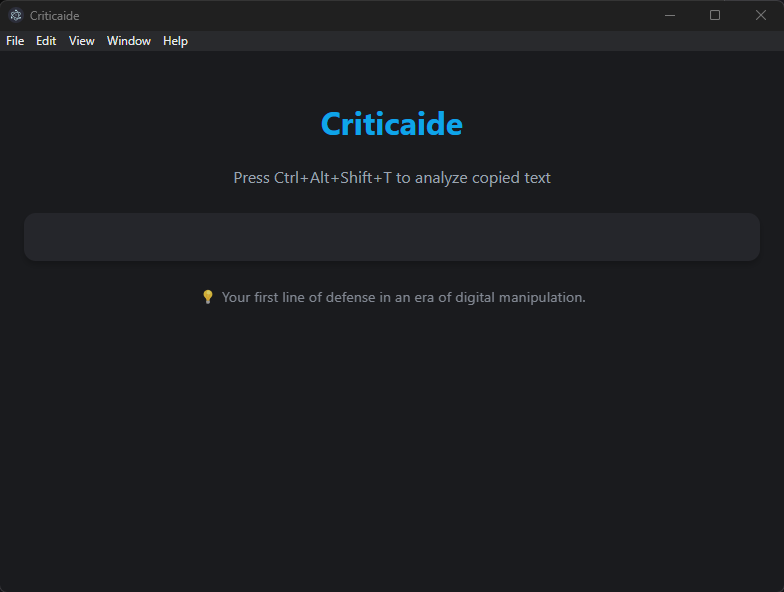 Criticaide
File Edit View Window Help
Criticaide
Press Ctrl+Alt+Shift+T to analyze copied text
💡 Your first line of defense in an era of digital manipulation.